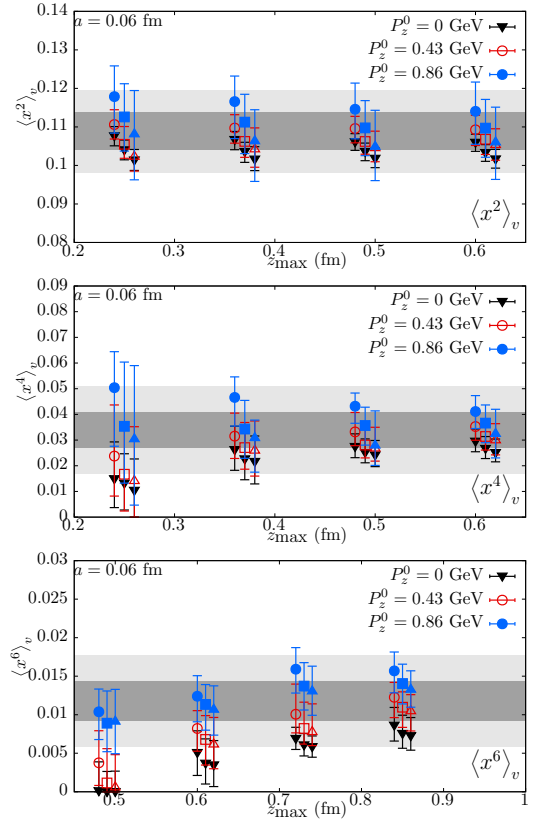 a = 0.06 fm
P_z^0 = 0 GeV
P_z^0 = 0.43 GeV
P_z^0 = 0.86 GeV
0.14
0.13
0.12
0.11
0.1
0.09
0.08
⟨x²⟩_v
⟨x²⟩_v
0.2 0.3 0.4 0.5 0.6
z_max (fm)
a = 0.06 fm
P_z^0 = 0 GeV
P_z^0 = 0.43 GeV
P_z^0 = 0.86 GeV
0.09
0.08
0.07
0.06
0.05
0.04
0.03
0.02
0.01
0
⟨x⁴⟩_v
⟨x⁴⟩_v
0.2 0.3 0.4 0.5 0.6
z_max (fm)
a = 0.06 fm
P_z^0 = 0 GeV
P_z^0 = 0.43 GeV
P_z^0 = 0.86 GeV
0.03
0.025
0.02
0.015
0.01
0.005
0
⟨x⁶⟩_v
⟨x⁶⟩_v
0.5 0.6 0.7 0.8 0.9 1
z_max (fm)